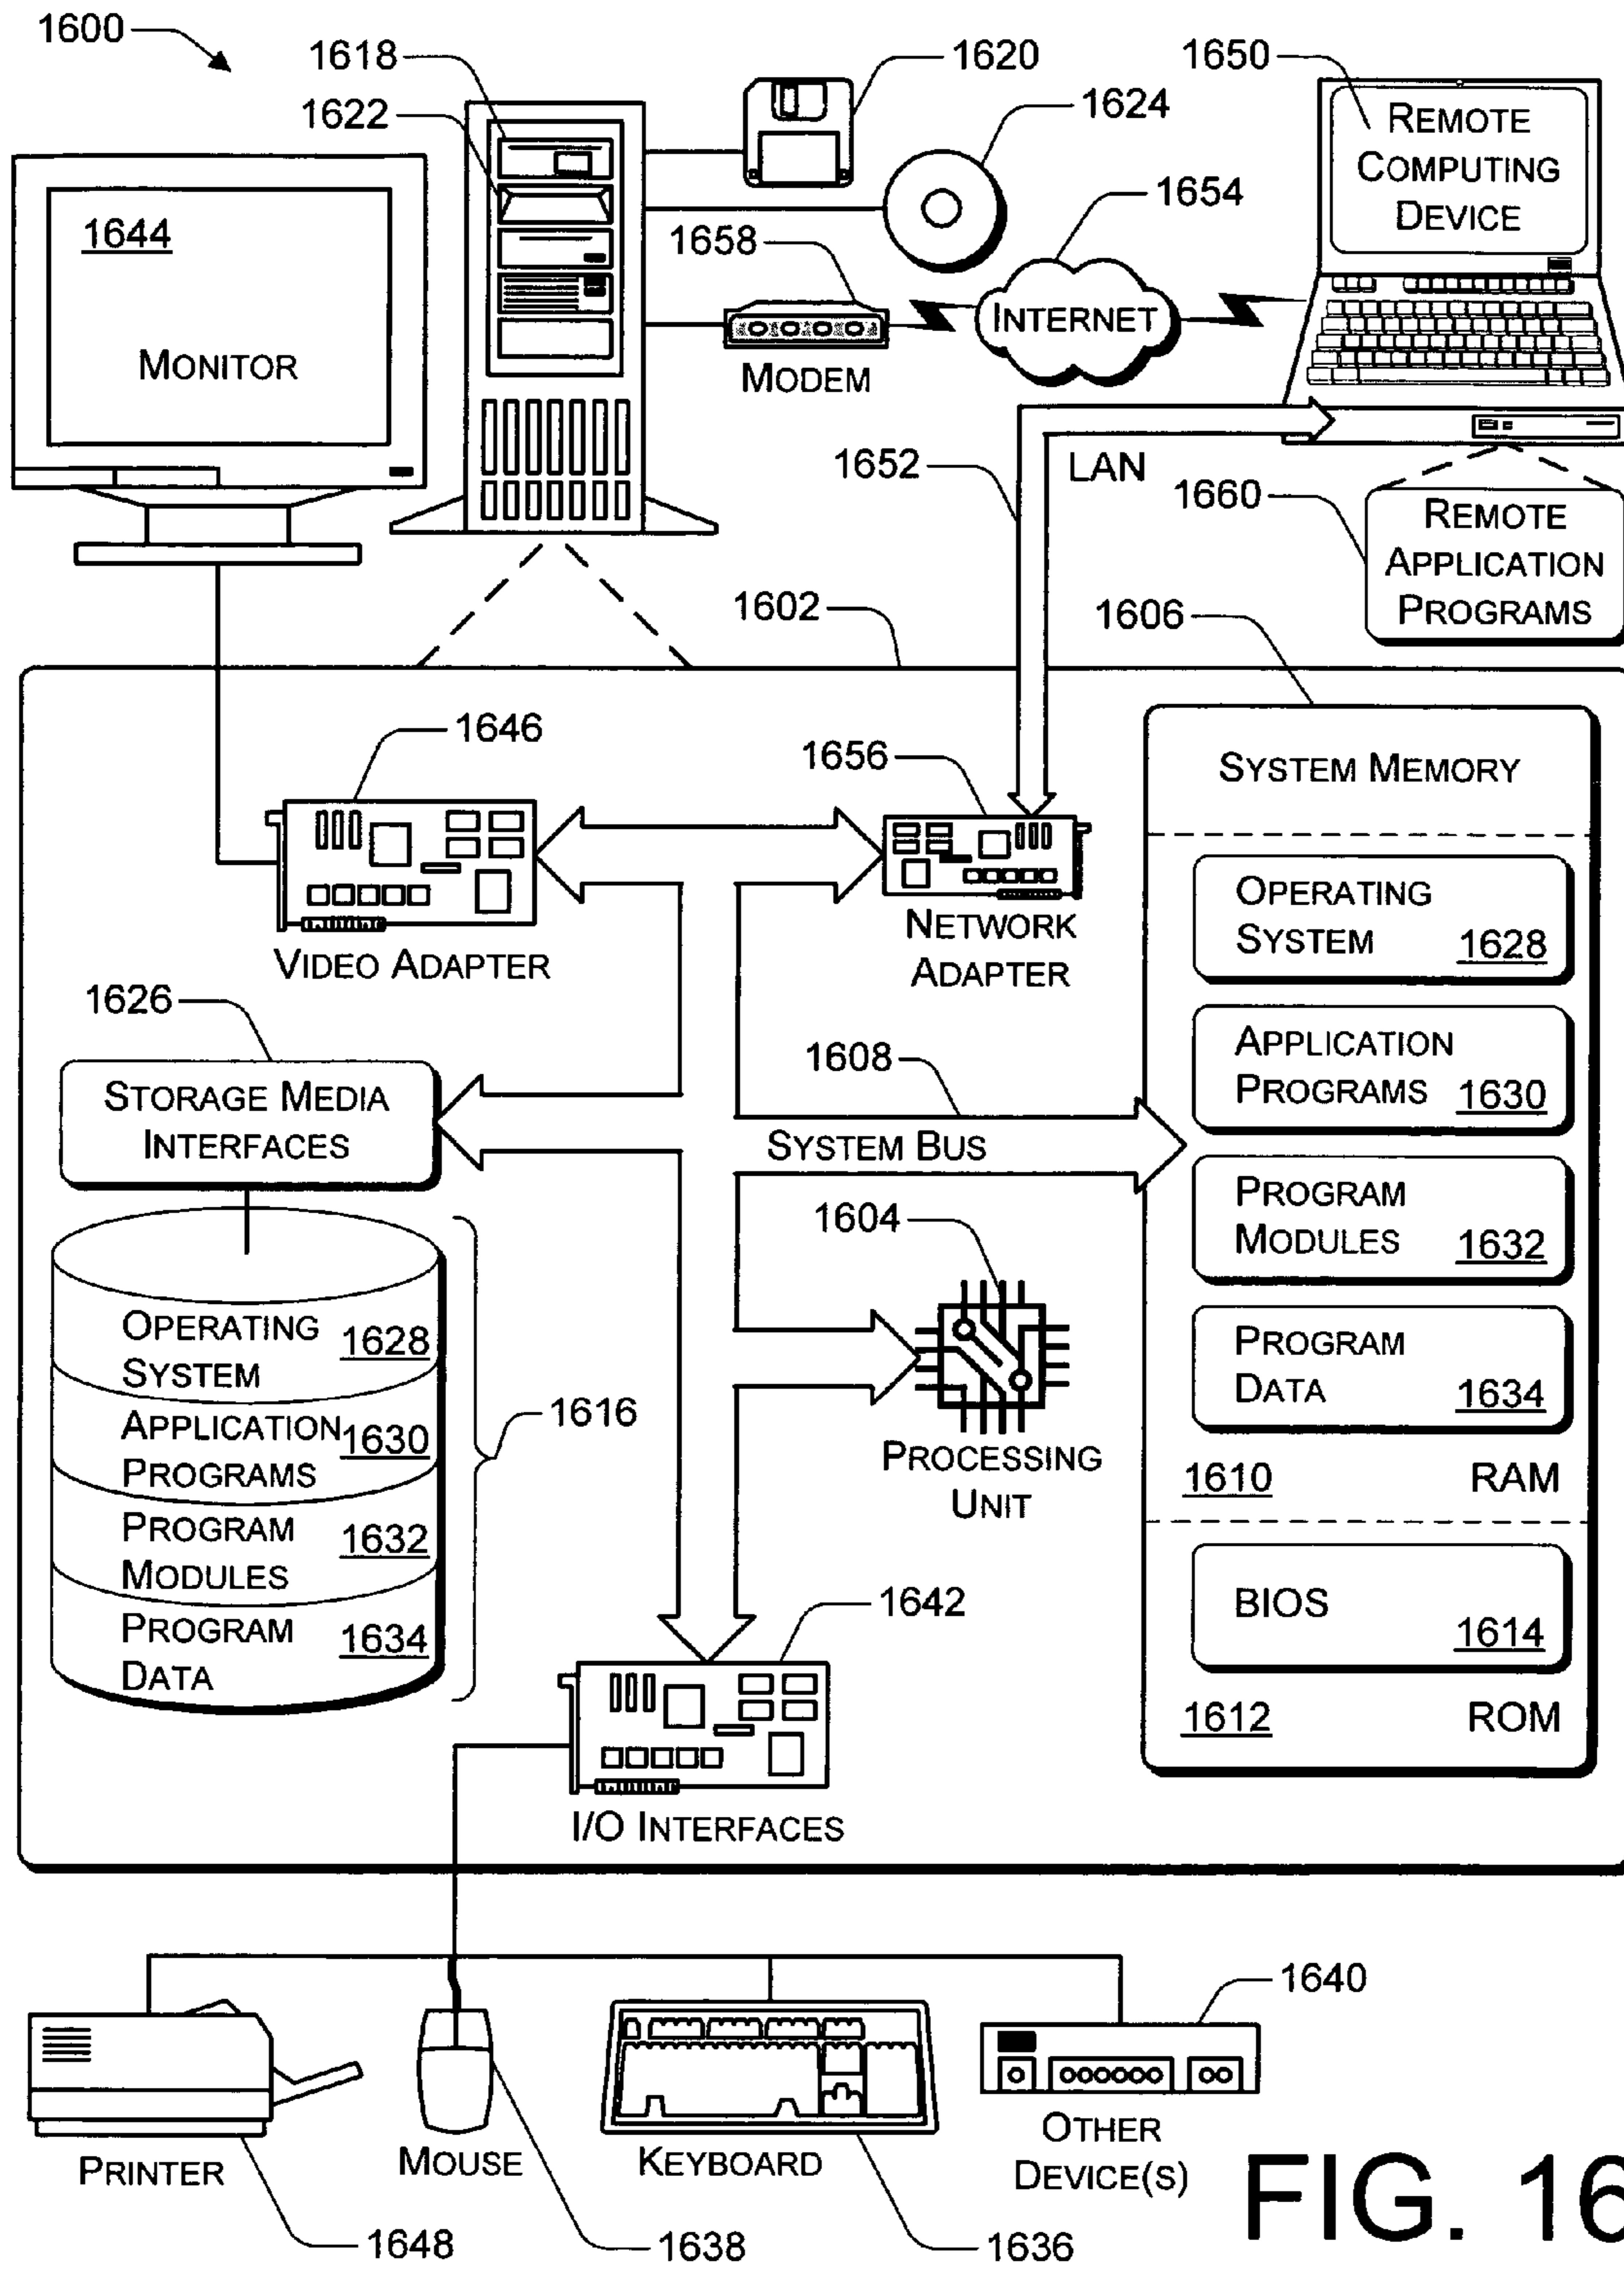 1600
1618
1620
1650
1622
1624
REMOTE
COMPUTING
DEVICE
1654
1644
1658
INTERNET
MONITOR
MODEM
1652
LAN
1660
REMOTE
APPLICATION
PROGRAMS
1602
1606
1646
1656
SYSTEM MEMORY
OPERATING
SYSTEM 1628
NETWORK
ADAPTER
VIDEO ADAPTER
1626
APPLICATION
PROGRAMS 1630
1608
STORAGE MEDIA
INTERFACES
SYSTEM BUS
PROGRAM
MODULES 1632
1604
OPERATING
SYSTEM 1628
PROGRAM
DATA 1634
APPLICATION
PROGRAMS 1630
1616
PROCESSING
UNIT
1610 RAM
PROGRAM
MODULES 1632
BIOS 1614
1642
PROGRAM
DATA 1634
1612 ROM
I/O INTERFACES
1640
PRINTER
MOUSE
KEYBOARD
OTHER
DEVICE(S)
1648
1638
1636
FIG. 16